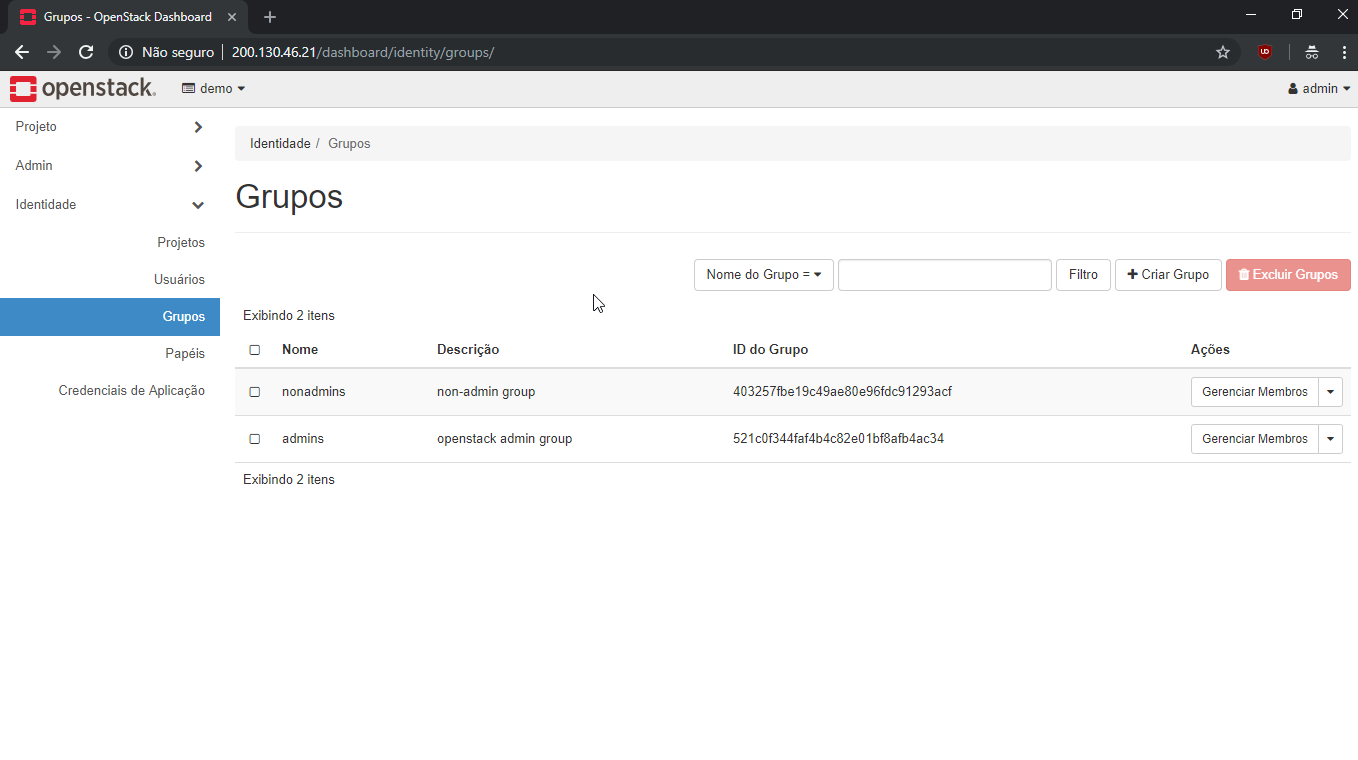 Grupos - OpenStack Dashboard
Não seguro 200.130.46.21/dashboard/identity/groups/
openstack. demo admin
Projeto
Admin
Identidade
Projetos
Usuários
Grupos
Papéis
Credenciais de Aplicação
Identidade / Grupos
Grupos
Nome do Grupo = Filtro Criar Grupo Excluir Grupos
Exibindo 2 itens
Nome Descrição ID do Grupo Ações
nonadmins non-admin group 403257fbe19c49ae80e96fdc91293acf Gerenciar Membros
admins openstack admin group 521c0f344faf4b4c82e01bf8afb4ac34 Gerenciar Membros
Exibindo 2 itens